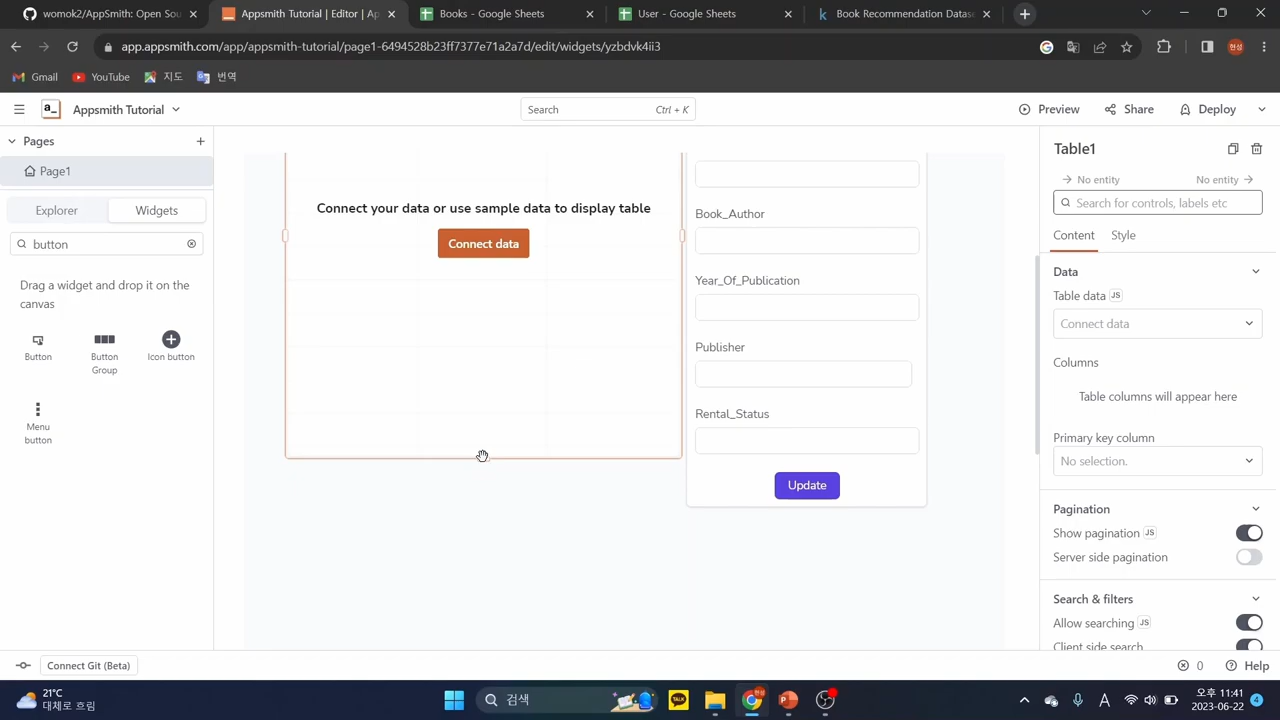 womok2/AppSmith: Open Sou
Appsmith Tutorial | Editor | Ap
Books - Google Sheets
User - Google Sheets
Book Recommendation Datase
app.appsmith.com/app/appsmith-tutorial/page1-6494528b23ff7377e71a2a7d/edit/widgets/yzbdvk4ii3
현성
Gmail
YouTube
지도
번역
a_
Appsmith Tutorial
Search
Ctrl + K
Preview
Share
Deploy
Pages
Page1
Explorer
Widgets
button
Drag a widget and drop it on the
canvas
Button
Button
Group
Icon button
Menu
button
Connect your data or use sample data to display table
Connect data
Book_Author
Year_Of_Publication
Publisher
Rental_Status
Update
Table1
No entity
No entity
Search for controls, labels etc
Content
Style
Data
Table data JS
Connect data
Columns
Table columns will appear here
Primary key column
No selection.
Pagination
Show pagination JS
Server side pagination
Search & filters
Allow searching JS
Client side search
Connect Git (Beta)
0
Help
21°C
대체로 흐림
검색
TALK
A
오후 11:41
2023-06-22
4